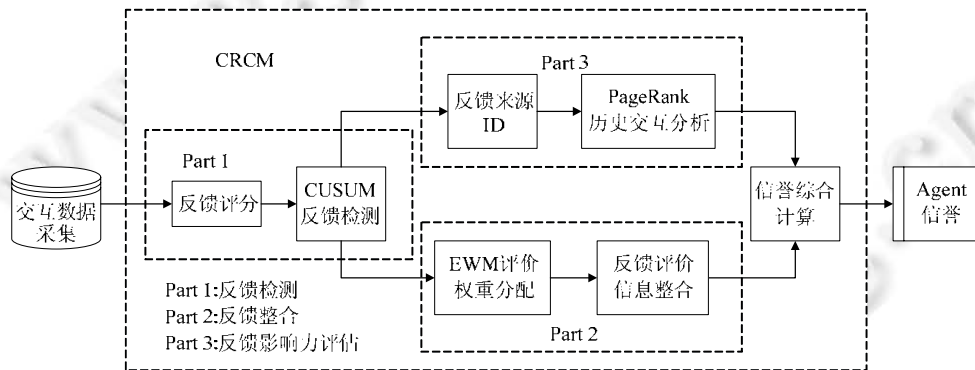 CRCM
Part 3
反馈来源
ID
PageRank
历史交互分析
Part 1
反馈评分
CUSUM
反馈检测
交互数据
采集
信誉综合
计算
Agent
信誉
EWM评价
权重分配
反馈评价
信息整合
Part 2
Part 1:反馈检测
Part 2:反馈整合
Part 3:反馈影响力评估